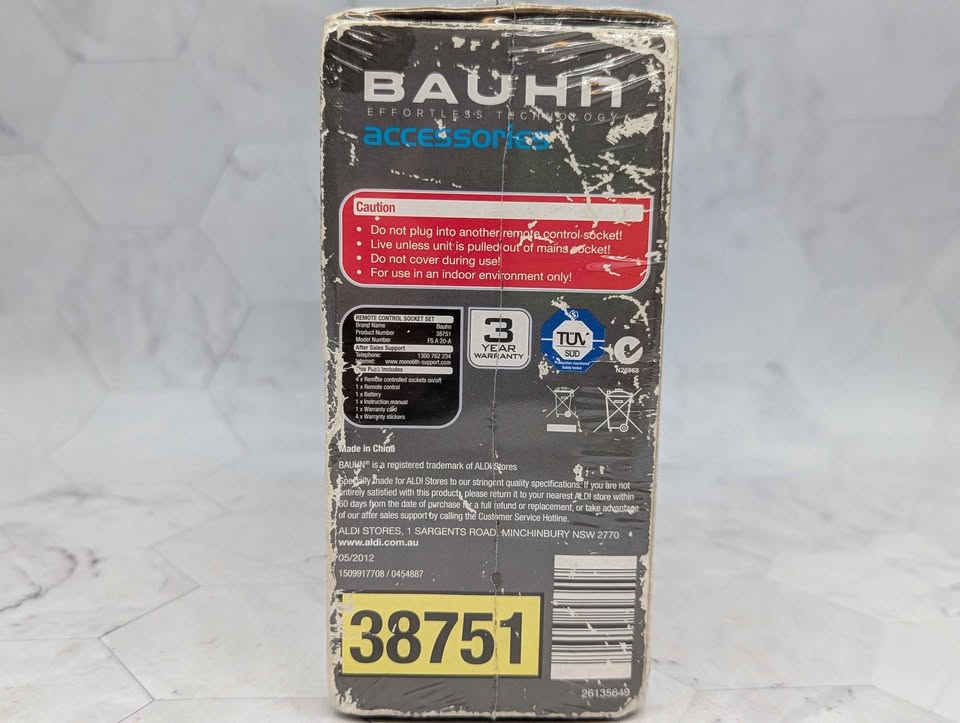 BAUHN
EFFORTLESS TECHNOLOGY
accessories
Caution
• Do not plug into another remote control socket!
• Live unless unit is pulled out of mains socket!
• Do not cover during use!
• For use in an indoor environment only!
REMOTE CONTROL SOCKET SET
Brand Name Bauhn
Product Number 38751
Model Number FS A 20-A
After Sales Support
Telephone: 1300 762 234
Internet: www.monolith-support.com
This Pack Includes
4 x Remote controlled sockets on/off
1 x Remote control
1 x Battery
1 x Instruction manual
1 x Warranty card
4 x Warranty stickers
3
YEAR
WARRANTY
TÜV
SÜD
Production monitored
Safety tested
N26965
Made in China
BAUHN® is a registered trademark of ALDI Stores
Specially made for ALDI Stores to our stringent quality specifications. If you are not
entirely satisfied with this product, please return it to your nearest ALDI store within
60 days from the date of purchase for a full refund or replacement, or take advantage
of our after sales support by calling the Customer Service Hotline.
ALDI STORES, 1 SARGENTS ROAD, MINCHINBURY NSW 2770
www.aldi.com.au
05/2012
1509917708 / 0454887
38751
26135649